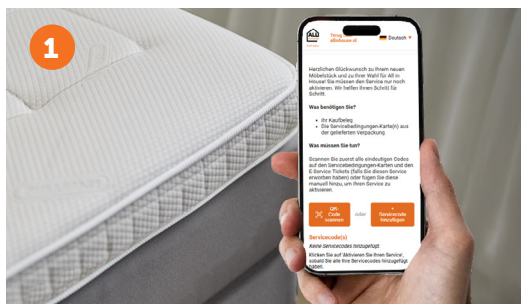 1
ALL
Terug
allinhouse.nl
Deutsch ▼
Herzlichen Glückwunsch zu Ihrem neuen
Möbelstück und zu Ihrer Wahl für All in
House! Sie müssen den Service nur noch
aktivieren. Wir helfen Ihnen Schritt für
Schritt.
Was benötigen Sie?
• Ihr Kaufbeleg
• Die Servicebedingungen-Karte(n) aus
der gelieferten Verpackung
Was müssen Sie tun?
Scannen Sie zuerst alle eindeutigen Codes
auf den Servicebedingungen-Karten und den
E-Service Tickets (falls Sie diesen Service
erworben haben) oder fügen Sie diese
manuell hinzu, um Ihren Service zu
aktivieren.
QR-
Code
scannen
oder
+
Servicecode
hinzufügen
Servicecode(s)
Keine Servicecodes hinzugefügt
Klicken Sie auf 'Aktivieren Sie Ihren Service',
sobald Sie alle Ihre Servicecodes hinzugefügt
haben.